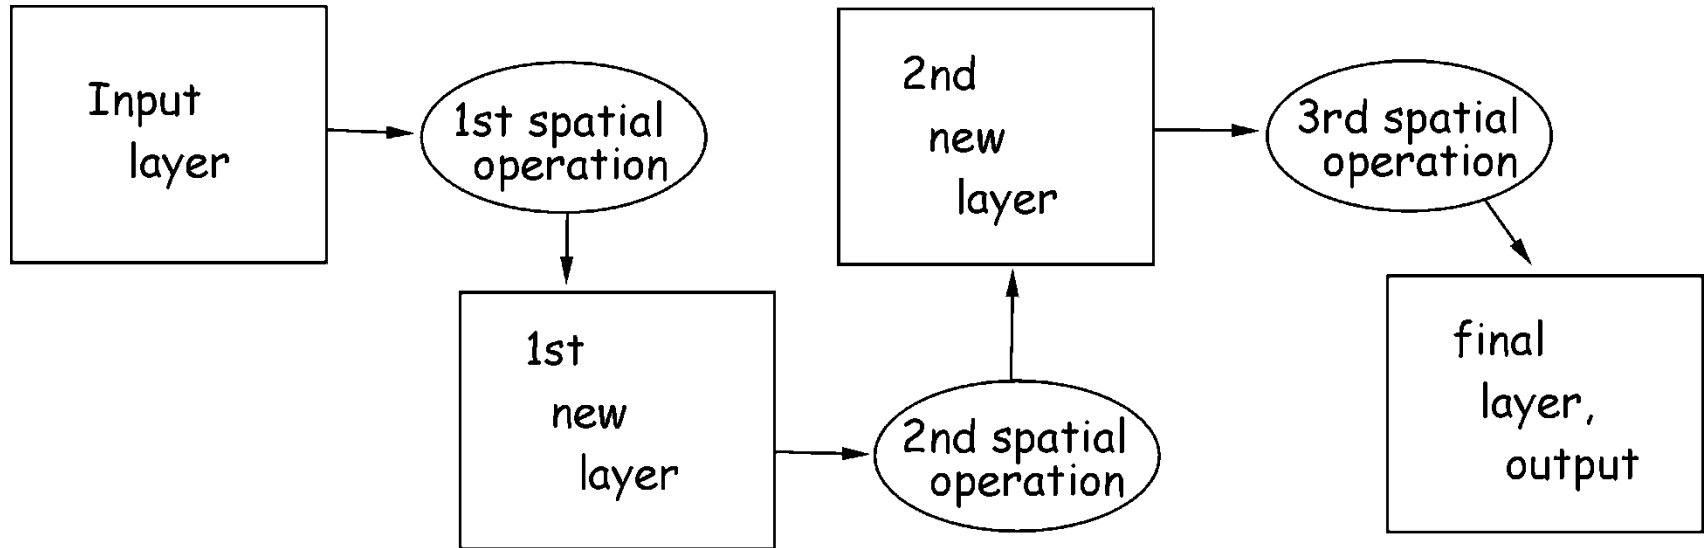 Input
layer
1st spatial
operation
1st
new
layer
2nd spatial
operation
2nd
new
layer
3rd spatial
operation
final
layer,
output